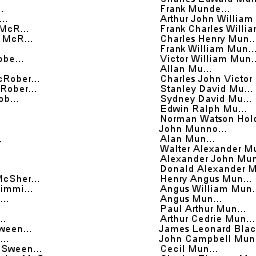 McR...
McR...
obe...
cRober...
Rober...
ob...
McSher...
immi...
ween...
Sween...
Frank Munde...
Arthur John William
Frank Charles William
Charles Henry Mun...
Frank William Mun...
Victor William Mun...
Allan Mu...
Charles John Victor
Stanley David Mu...
Sydney David Mu...
Edwin Ralph Mu...
Norman Watson Hold
John Munno...
Alan Mun...
Walter Alexander Mu
Alexander John Mun
Donald Alexander M
Henry Angus Mun...
Angus William Mun.
Angus Mun...
Paul Arthur Mun...
Arthur Cedrie Mun...
James Leonard Blac
John Campbell Mun
Cecil Mun...